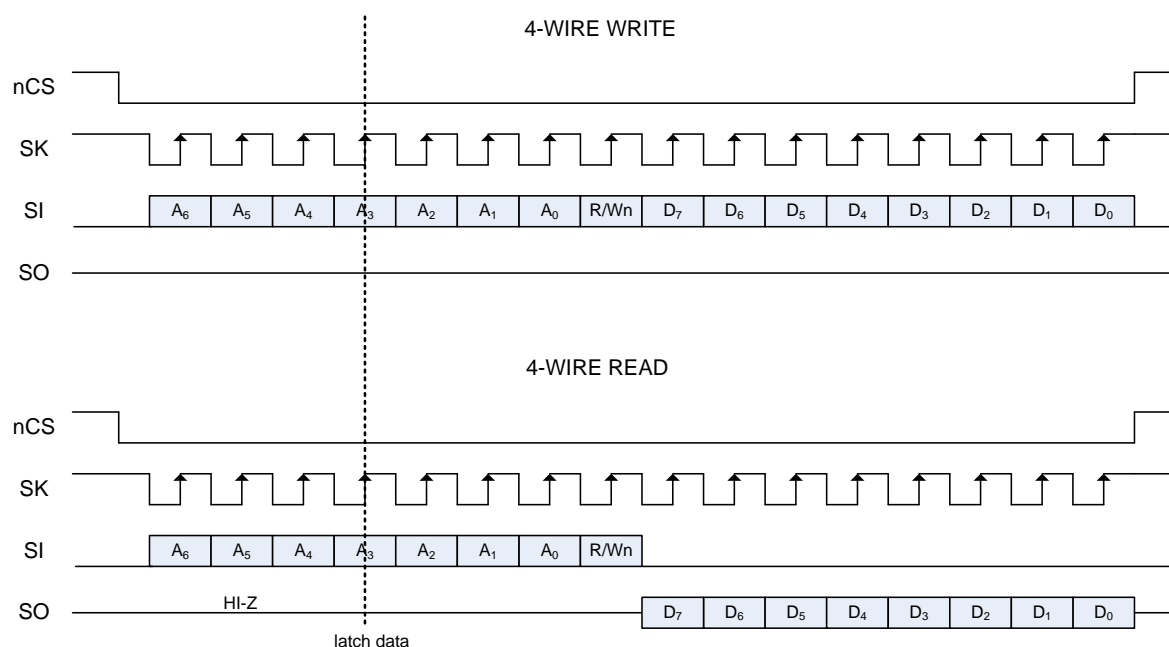 4-WIRE WRITE
nCS
SK
SI A₆ A₅ A₄ A₃ A₂ A₁ A₀ R/Wn D₇ D₆ D₅ D₄ D₃ D₂ D₁ D₀
SO
4-WIRE READ
nCS
SK
SI A₆ A₅ A₄ A₃ A₂ A₁ A₀ R/Wn
SO HI-Z D₇ D₆ D₅ D₄ D₃ D₂ D₁ D₀
latch data